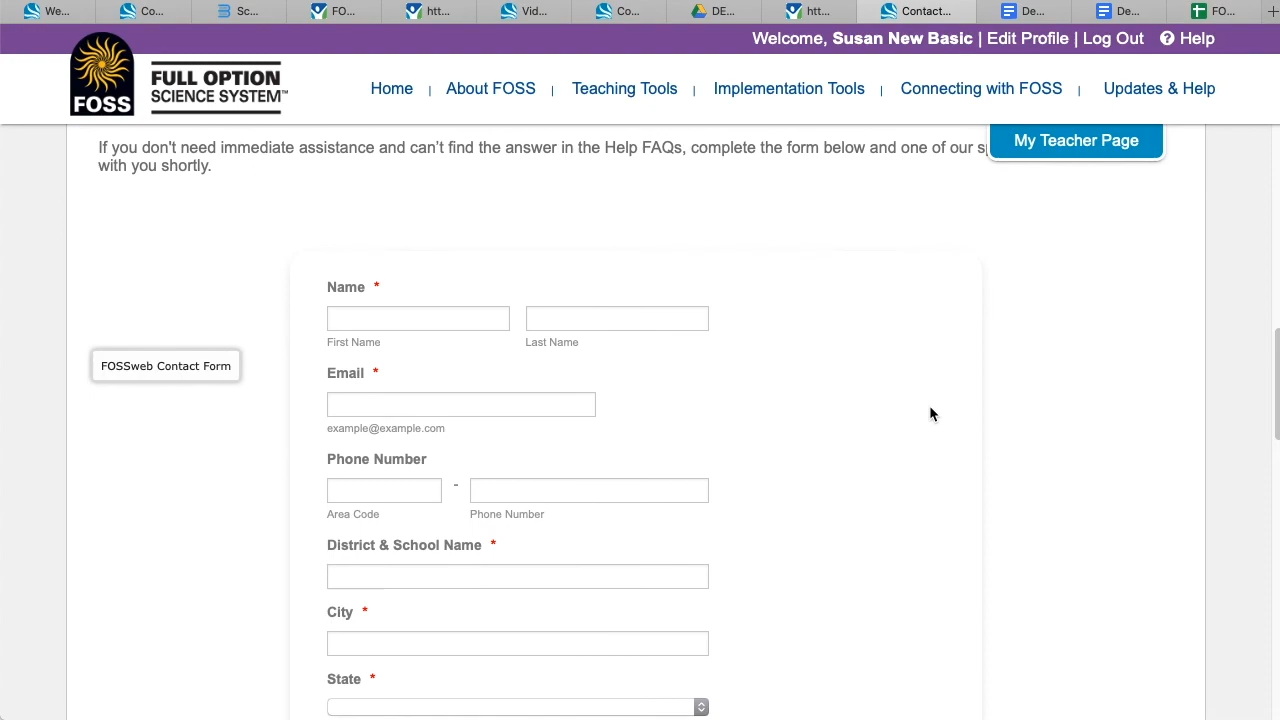 We...
Co...
Sc...
FO...
htt...
Vid...
Co...
DE...
htt...
Contact...
De...
De...
FO...
Welcome, Susan New Basic | Edit Profile | Log Out Help
FOSS
FULL OPTION
SCIENCE SYSTEM™
Home | About FOSS | Teaching Tools | Implementation Tools | Connecting with FOSS | Updates & Help
My Teacher Page
If you don't need immediate assistance and can't find the answer in the Help FAQs, complete the form below and one of our
with you shortly.
FOSSweb Contact Form
Name *
First Name
Last Name
Email *
example@example.com
Phone Number
-
Area Code
Phone Number
District & School Name *
City *
State *